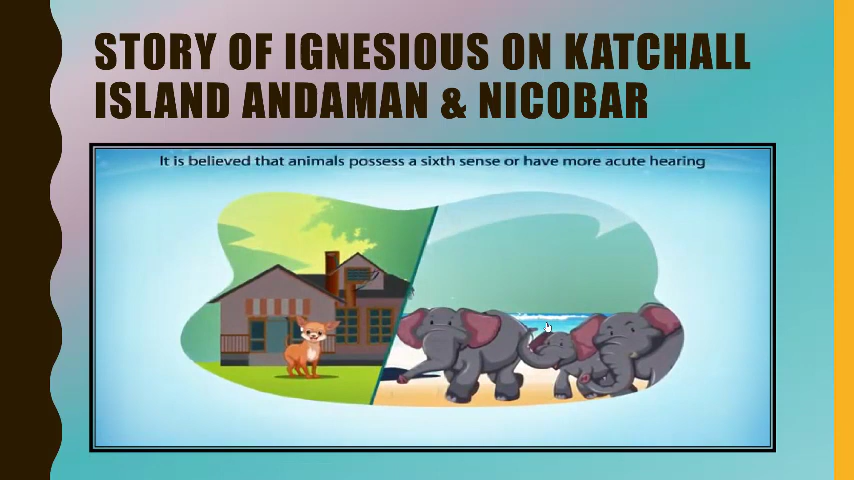 STORY OF IGNESIOUS ON KATCHALL
ISLAND ANDAMAN & NICOBAR
It is believed that animals possess a sixth sense or have more acute hearing